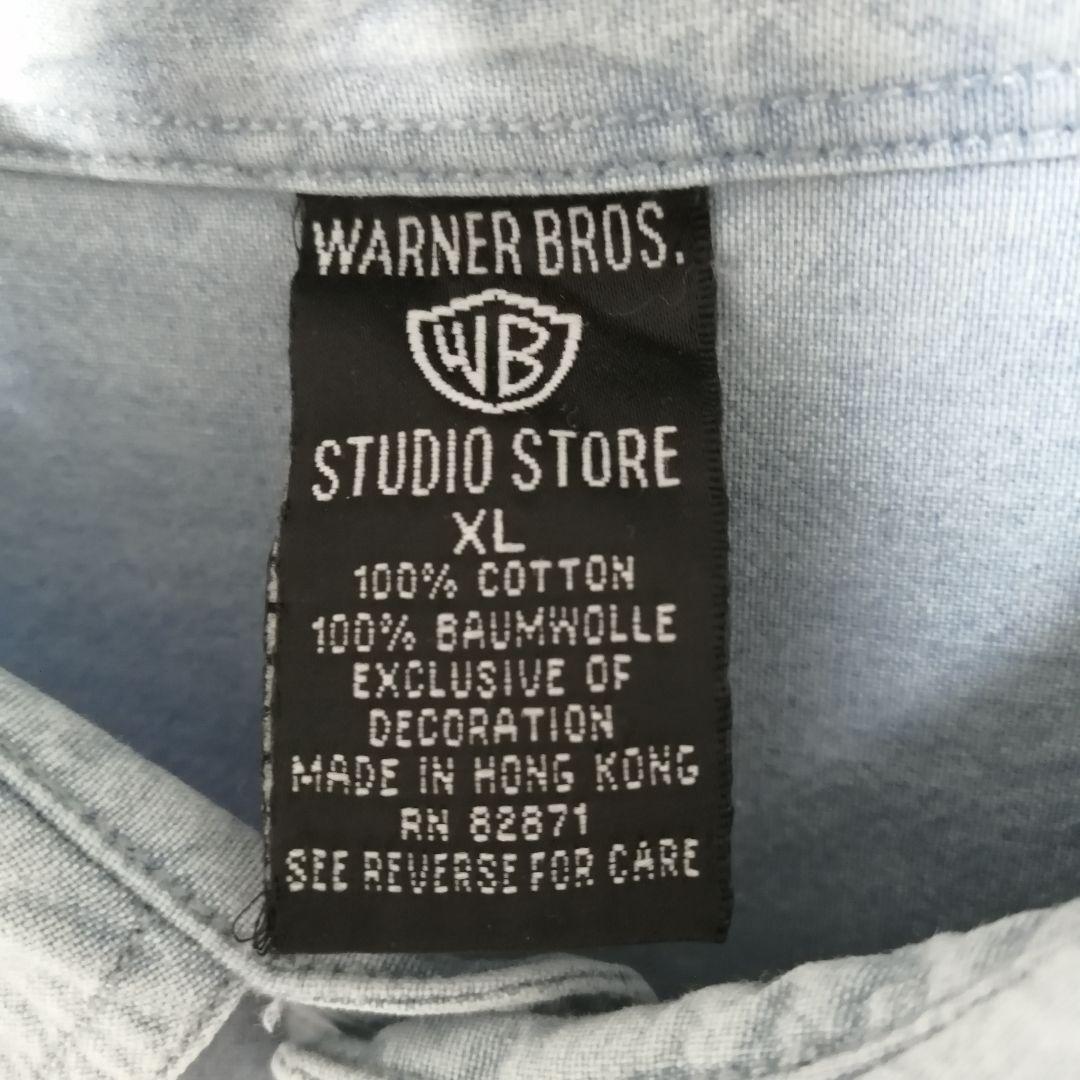 WARNER BROS.
WB
STUDIO STORE
XL
100% COTTON
100% BAUMWOLLE
EXCLUSIVE OF
DECORATION
MADE IN HONG KONG
RN 82871
SEE REVERSE FOR CARE